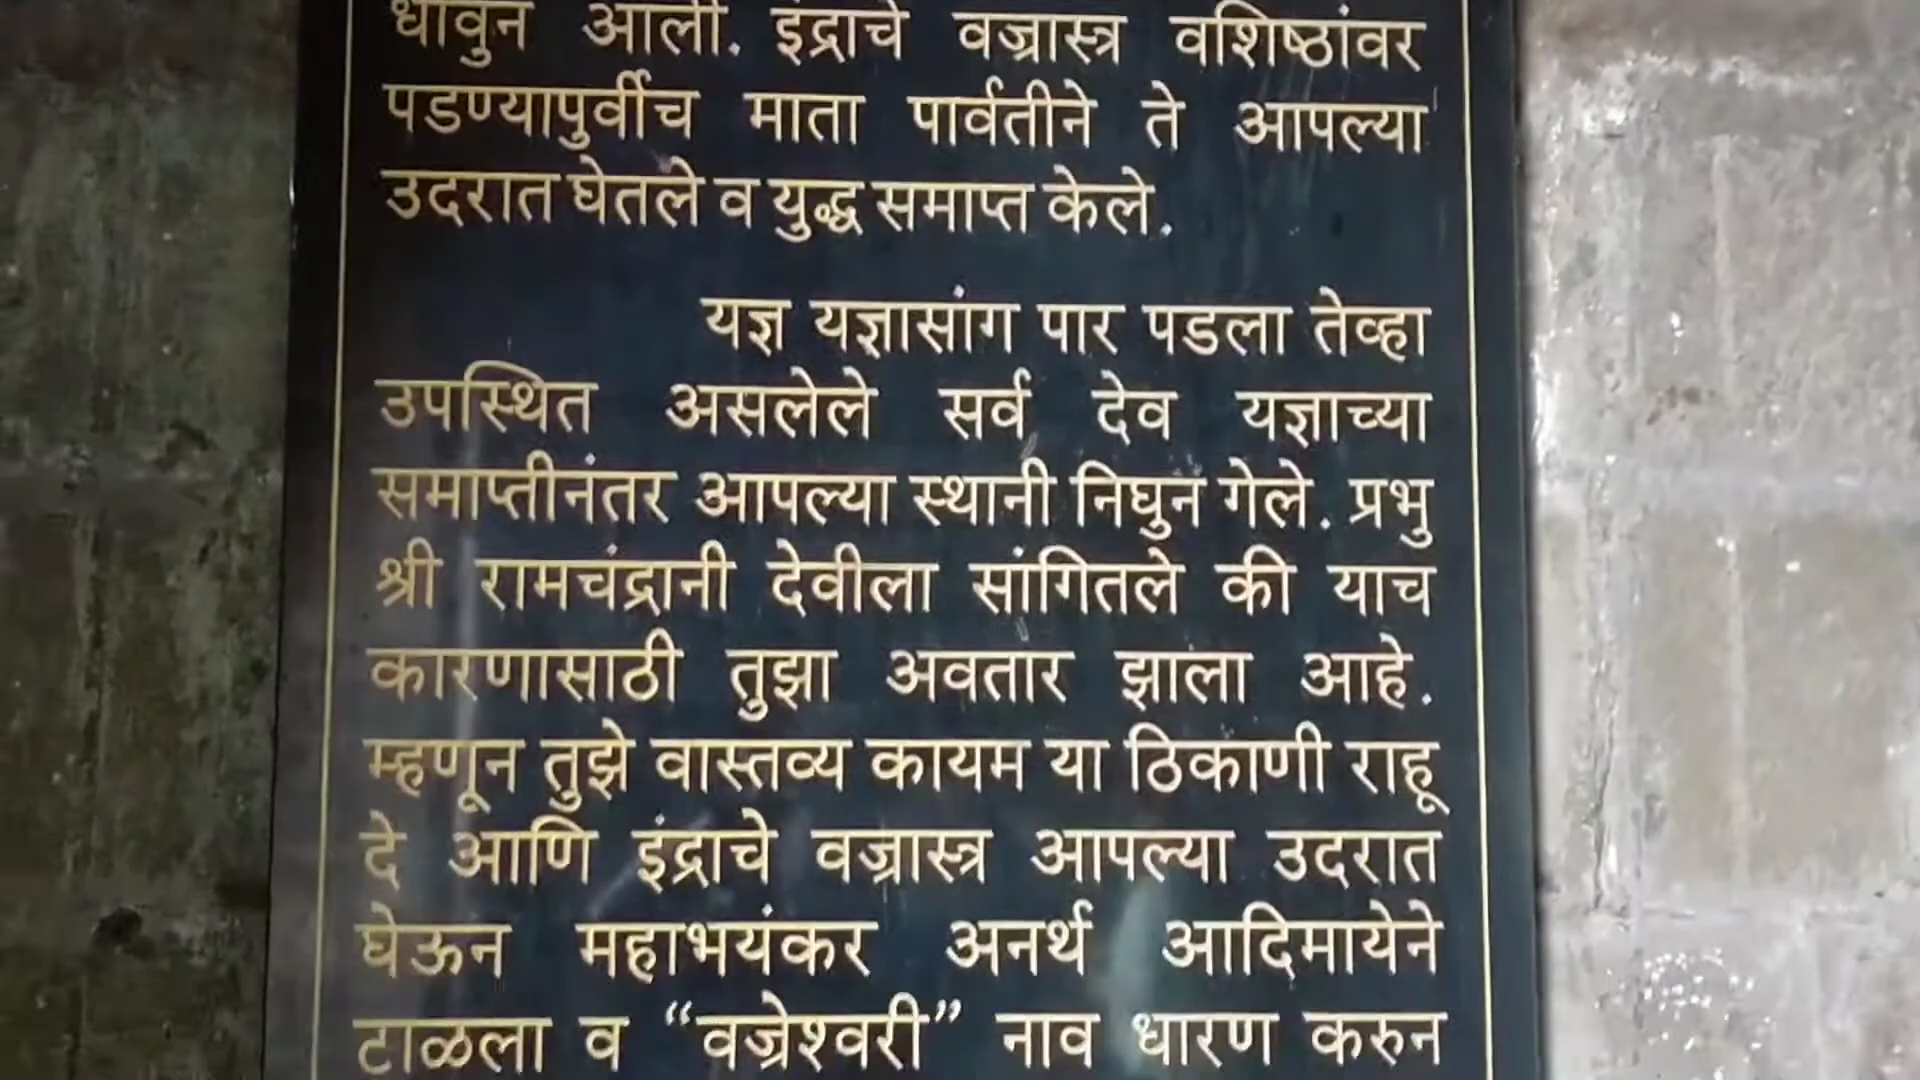 धावुन आली. इंद्राचे वज्रास्त्र वशिष्ठांवर
पडण्यापुर्वीच माता पार्वतीने ते आपल्या
उदरात घेतले व युद्ध समाप्त केले.
यज्ञ यज्ञासांग पार पडला तेव्हा
उपस्थित असलेले सर्व देव यज्ञाच्या
समाप्तीनंतर आपल्या स्थानी निघुन गेले. प्रभु
श्री रामचंद्रानी देवीला सांगितले की याच
कारणासाठी तुझा अवतार झाला आहे.
म्हणून तुझे वास्तव्य कायम या ठिकाणी राहू
दे आणि इंद्राचे वज्रास्त्र आपल्या उदरात
घेऊन महाभयंकर अनर्थ आदिमायेने
टाळला व “वज्रेश्वरी” नाव धारण करुन